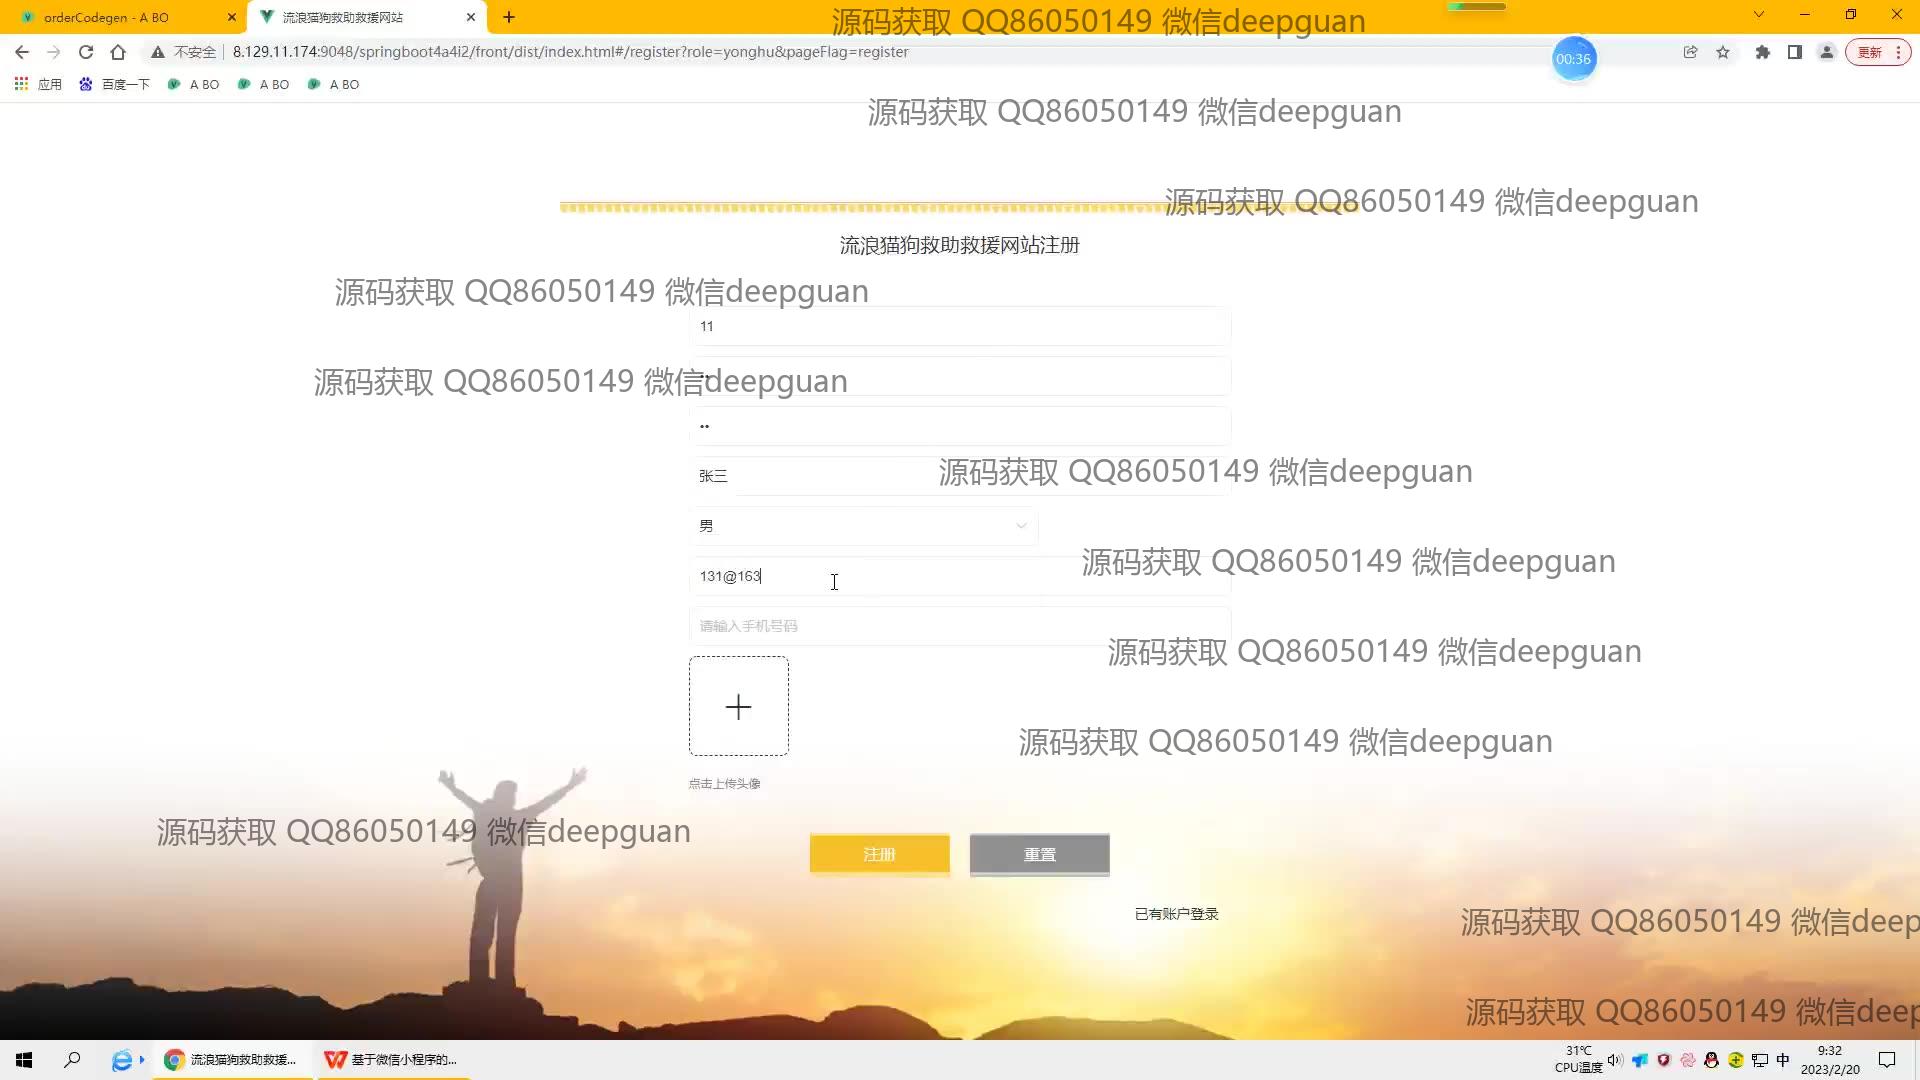 orderCodegen - A BO
流浪猫狗救助救援网站
源码获取 QQ86050149 微信deepguan
不安全
8.129.11.174:9048/springboot4a4i2/front/dist/index.html#/register?role=yonghu&pageFlag=register
00:36
更新
应用
百度一下
A BO
A BO
A BO
源码获取 QQ86050149 微信deepguan
源码获取 QQ86050149 微信deepguan
流浪猫狗救助救援网站注册
源码获取 QQ86050149 微信deepguan
11
源码获取 QQ86050149 微信deepguan
张三
源码获取 QQ86050149 微信deepguan
男
源码获取 QQ86050149 微信deepguan
131@163
请输入手机号码
源码获取 QQ86050149 微信deepguan
源码获取 QQ86050149 微信deepguan
点击上传头像
源码获取 QQ86050149 微信deepguan
注册
重置
已有账户登录
源码获取 QQ86050149 微信deep
源码获取 QQ86050149 微信deep
流浪猫狗救助救援...
基于微信小程序的...
31℃
CPU温度
中
9:32
2023/2/20